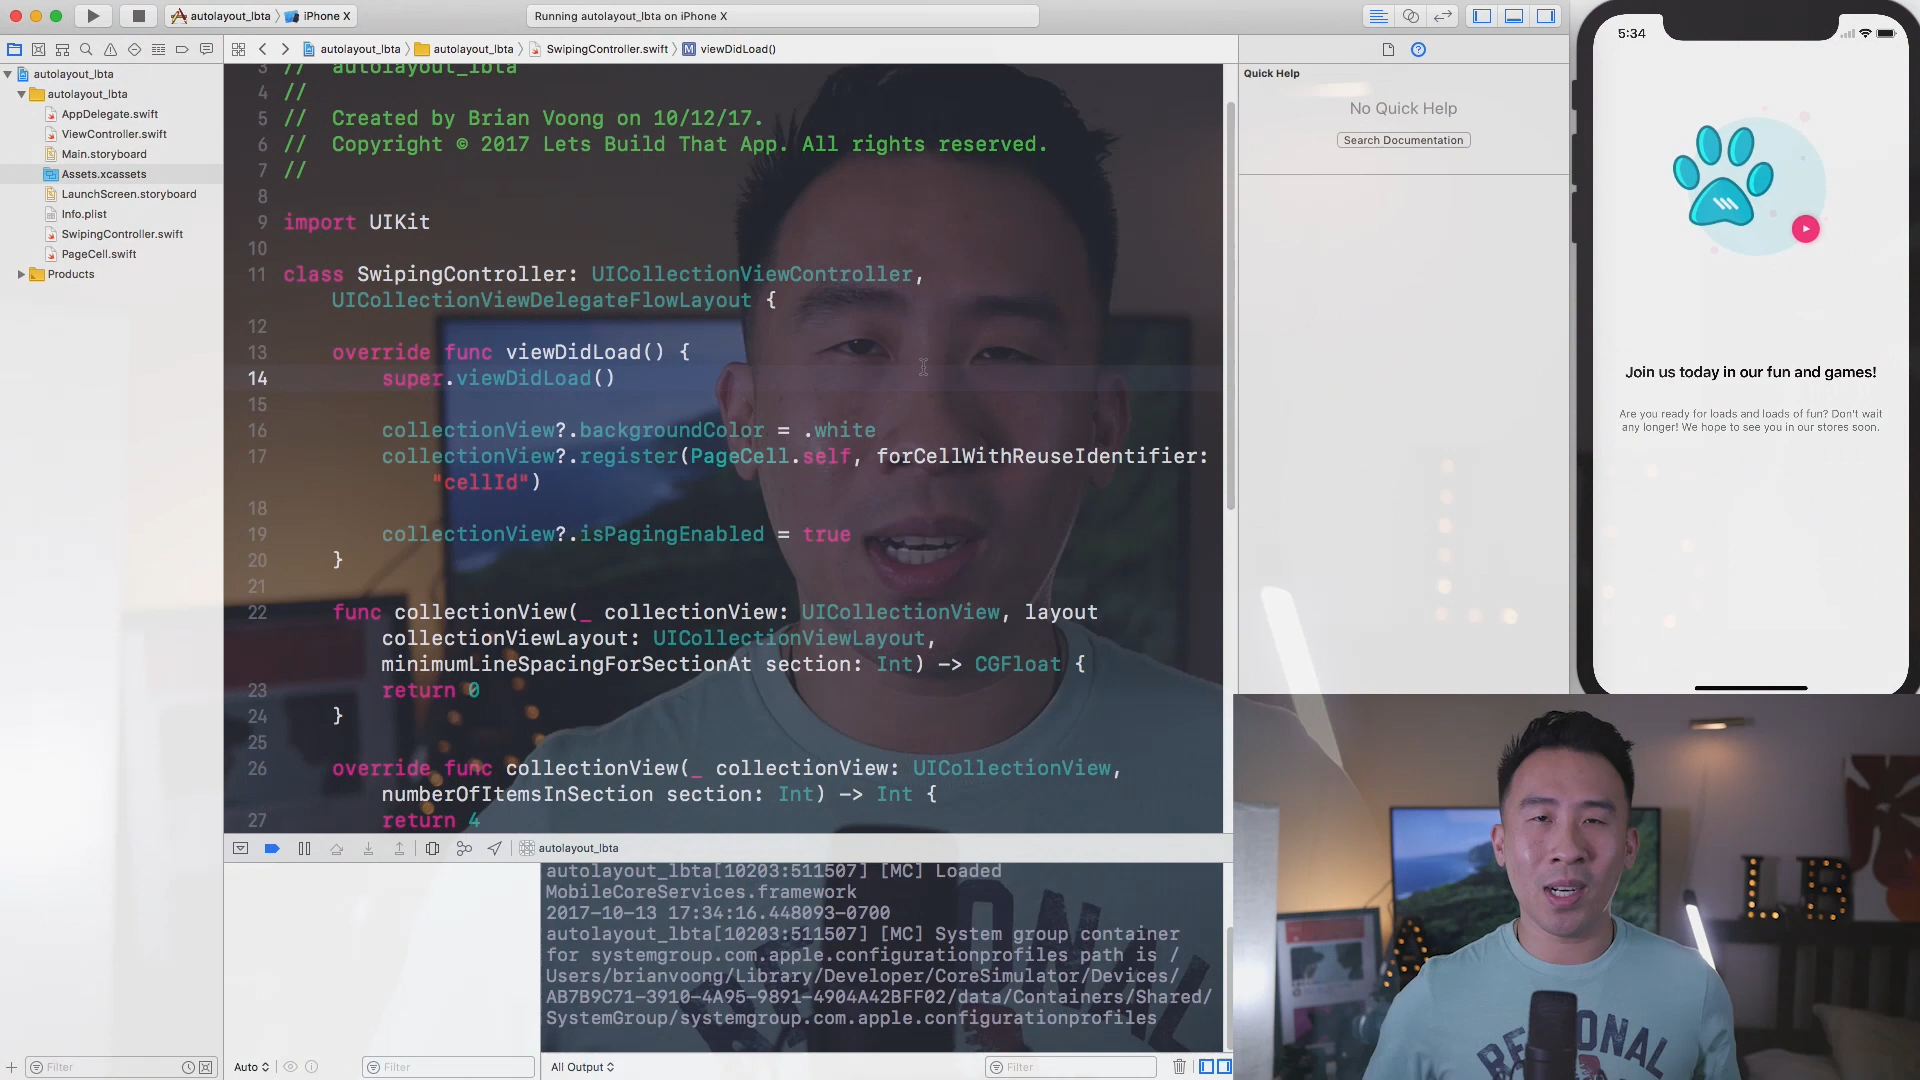 autolayout_lbta
iPhone X
Running autolayout_lbta on iPhone X
autolayout_lbta
autolayout_lbta
SwipingController.swift
M
viewDidLoad()
autolayout_lbta
autolayout_lbta
AppDelegate.swift
ViewController.swift
Main.storyboard
Assets.xcassets
LaunchScreen.storyboard
Info.plist
SwipingController.swift
PageCell.swift
Products
3 // autolayout_lbta
4 //
5 // Created by Brian Voong on 10/12/17.
6 // Copyright © 2017 Lets Build That App. All rights reserved.
7 //
8
9 import UIKit
10
11 class SwipingController: UICollectionViewController,
UICollectionViewDelegateFlowLayout {
12
13 override func viewDidLoad() {
14 super.viewDidLoad()
15
16 collectionView?.backgroundColor = .white
17 collectionView?.register(PageCell.self, forCellWithReuseIdentifier:
"cellId")
18
19 collectionView?.isPagingEnabled = true
20 }
21
22 func collectionView(_ collectionView: UICollectionView, layout
collectionViewLayout: UICollectionViewLayout,
minimumLineSpacingForSectionAt section: Int) -> CGFloat {
23 return 0
24 }
25
26 override func collectionView(_ collectionView: UICollectionView,
numberOfItemsInSection section: Int) -> Int {
27 return 4
autolayout_lbta
autolayout_lbta[10203:511507] [MC] Loaded
MobileCoreServices.framework
2017-10-13 17:34:16.448093-0700
autolayout_lbta[10203:511507] [MC] System group container
for systemgroup.com.apple.configurationprofiles path is /
Users/brianvoong/Library/Developer/CoreSimulator/Devices/
AB7B9C71-3910-4A95-9891-4904A42BFF02/data/Containers/Shared/
SystemGroup/systemgroup.com.apple.configurationprofiles
Filter
Auto
Filter
All Output
Filter
Quick Help
No Quick Help
Search Documentation
5:34
Join us today in our fun and games!
Are you ready for loads and loads of fun? Don't wait
any longer! We hope to see you in our stores soon.
LB
REGIONAL